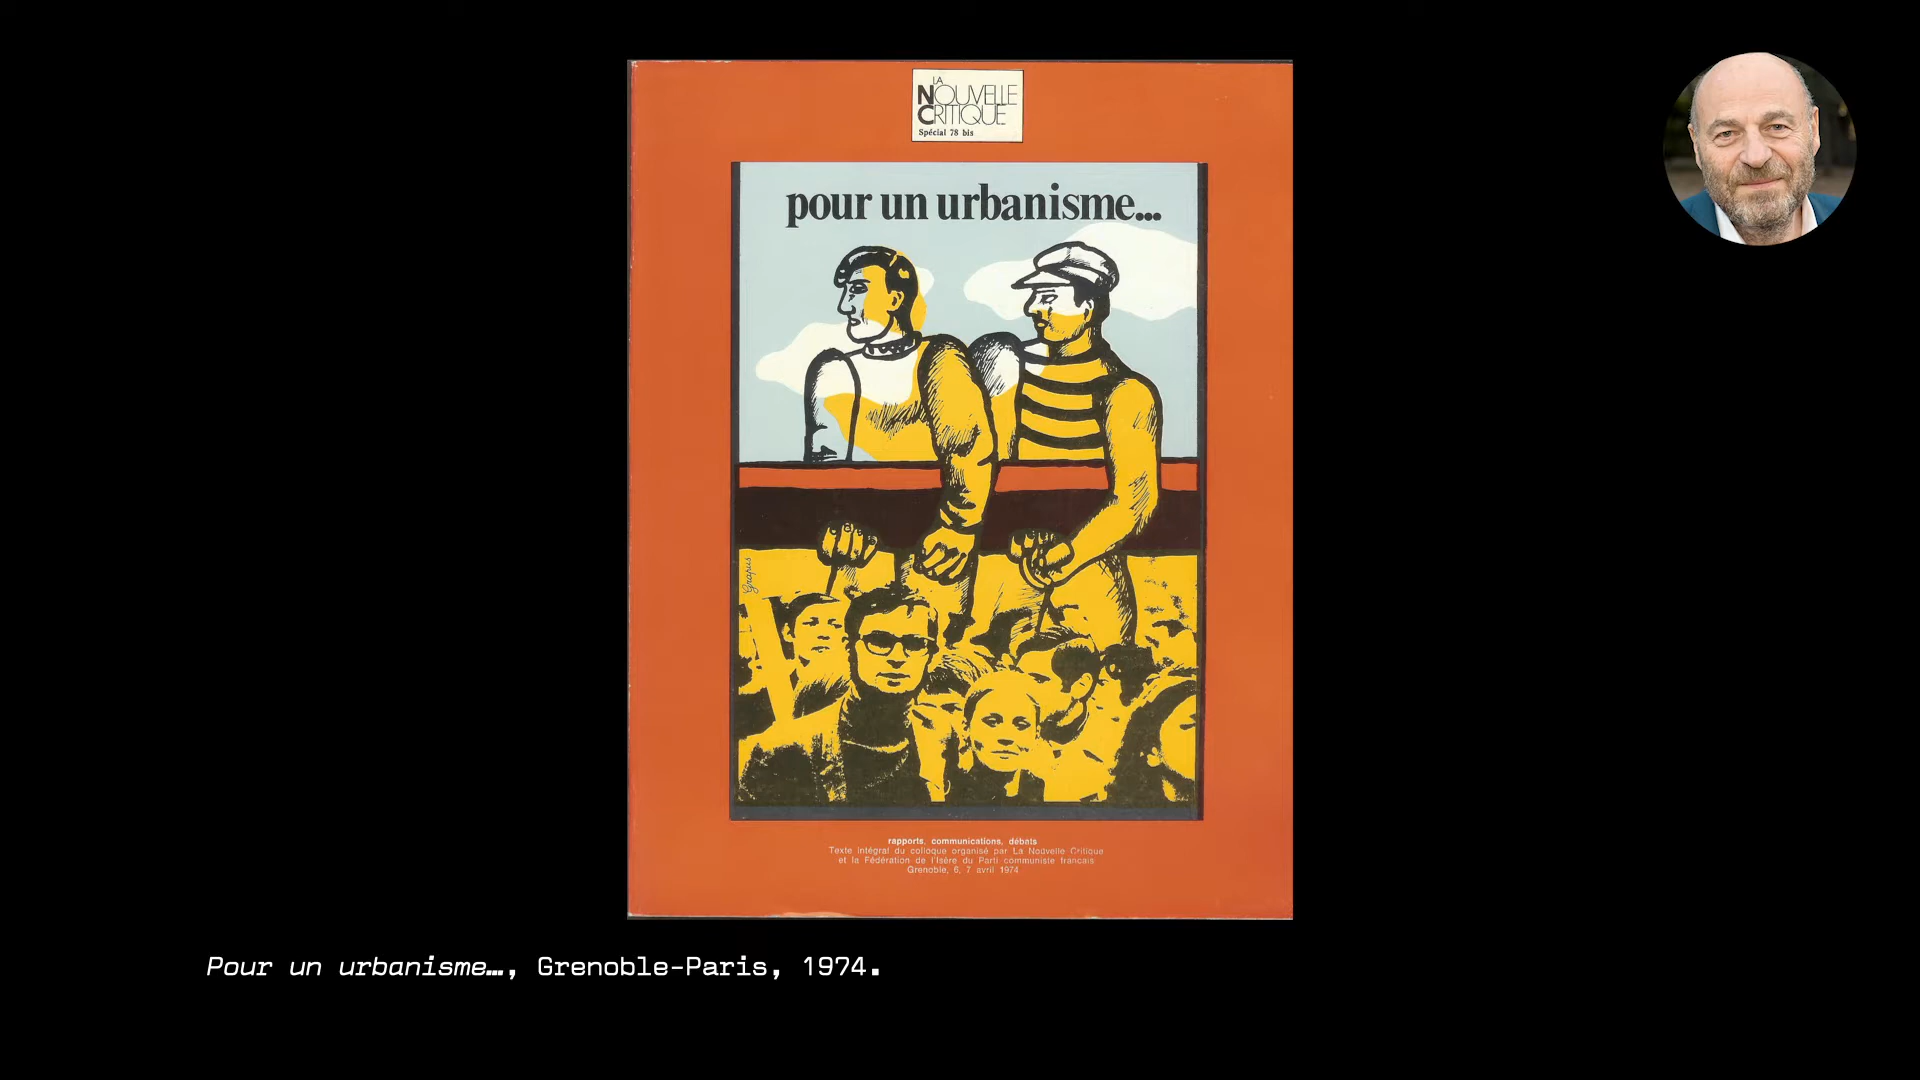 LA
NOUVELLE
CRITIQUE
Spécial 78 bis
pour un urbanisme...
Grapus
rapports, communications, débats
Texte intégral du colloque organisé par La Nouvelle Critique
et la Fédération de l'Isère du Parti communiste français
Grenoble, 6, 7 avril 1974
Pour un urbanisme…, Grenoble-Paris, 1974.